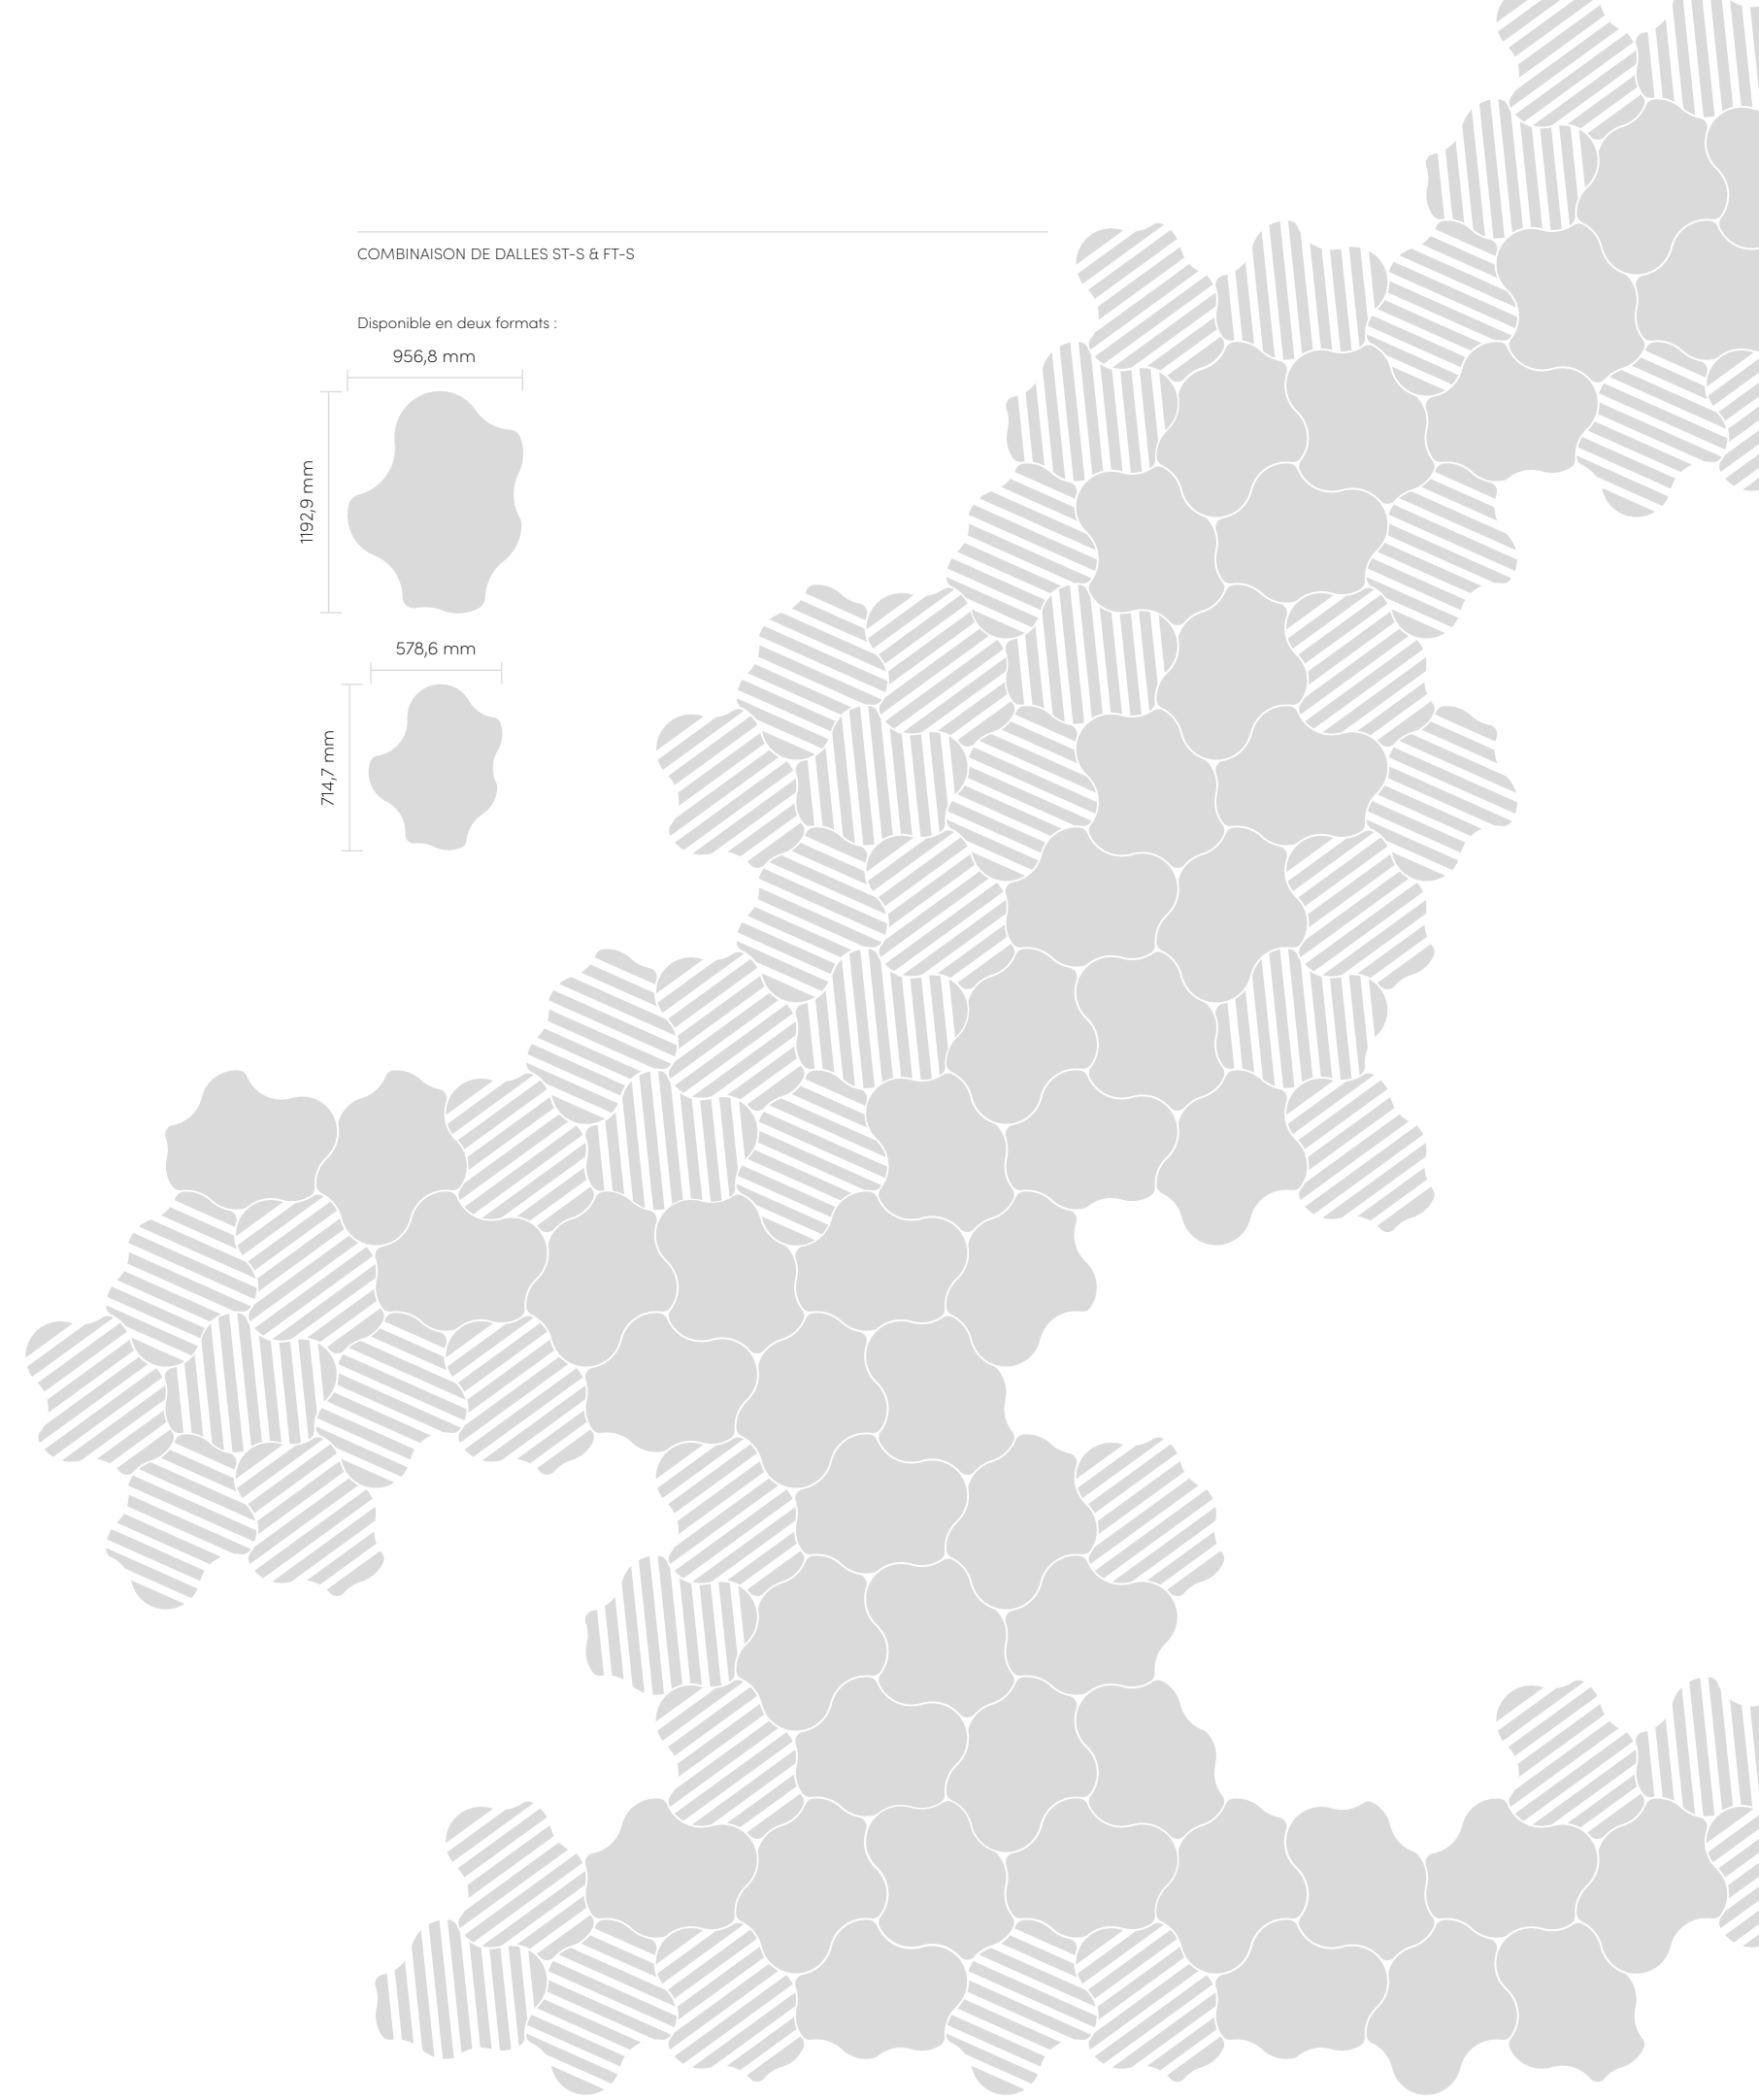 COMBINAISON DE DALLES ST-S & FT-S
Disponible en deux formats :
956,8 mm
1192,9 mm
578,6 mm
714,7 mm